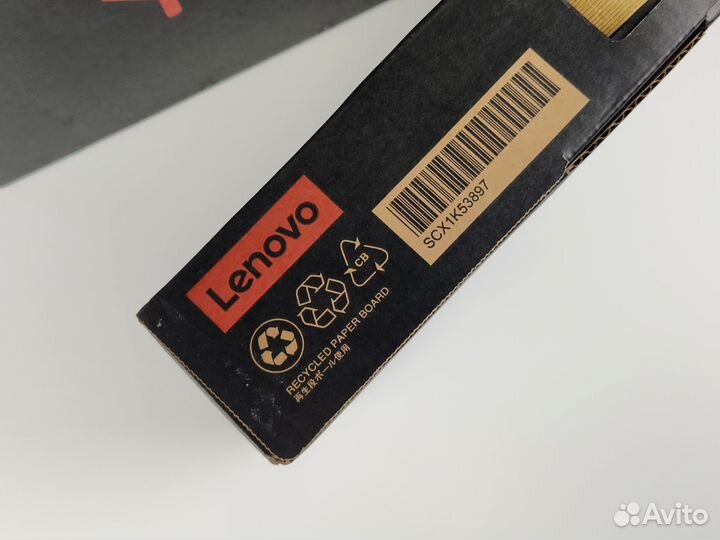 Lenovo
SCX1K53897
CB
RECYCLED PAPER BOARD
再生段ボール使用
Avito